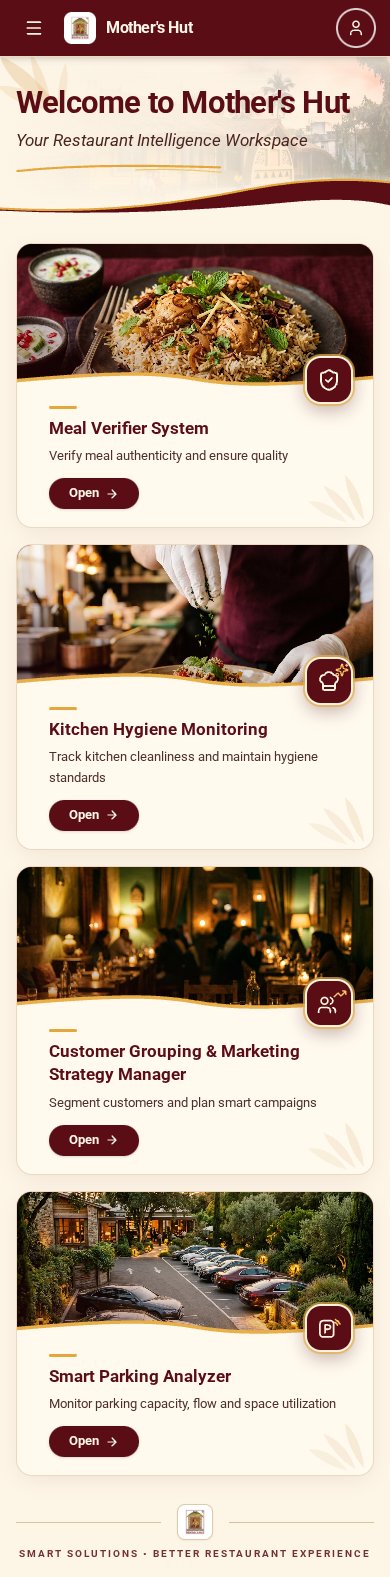 Mother's Hut
Welcome to Mother's Hut
Your Restaurant Intelligence Workspace
Meal Verifier System
Verify meal authenticity and ensure quality
Open →
Kitchen Hygiene Monitoring
Track kitchen cleanliness and maintain hygiene
standards
Open →
Customer Grouping & Marketing
Strategy Manager
Segment customers and plan smart campaigns
Open →
P
Smart Parking Analyzer
Monitor parking capacity, flow and space utilization
Open →
SMART SOLUTIONS • BETTER RESTAURANT EXPERIENCE